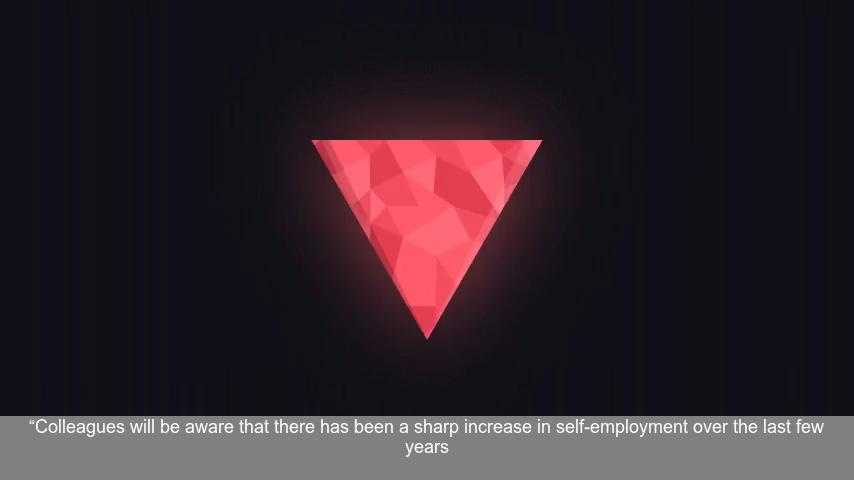 “Colleagues will be aware that there has been a sharp increase in self-employment over the last few
years